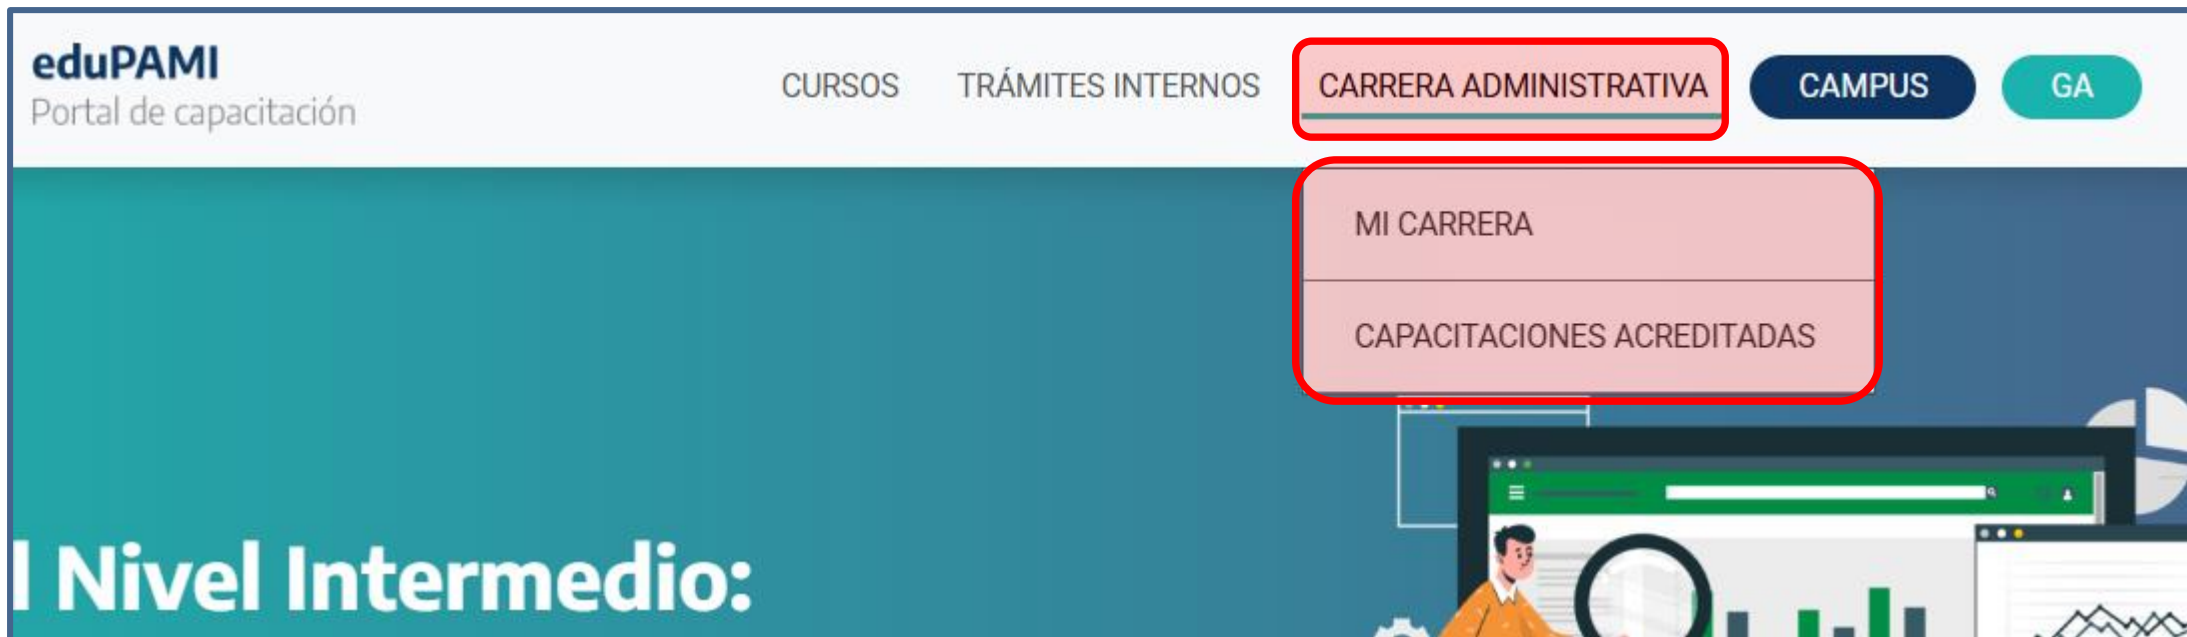 eduPAMI
Portal de capacitación
CURSOS TRÁMITES INTERNOS CARRERA ADMINISTRATIVA CAMPUS GA
MI CARRERA
CAPACITACIONES ACREDITADAS
l Nivel Intermedio: